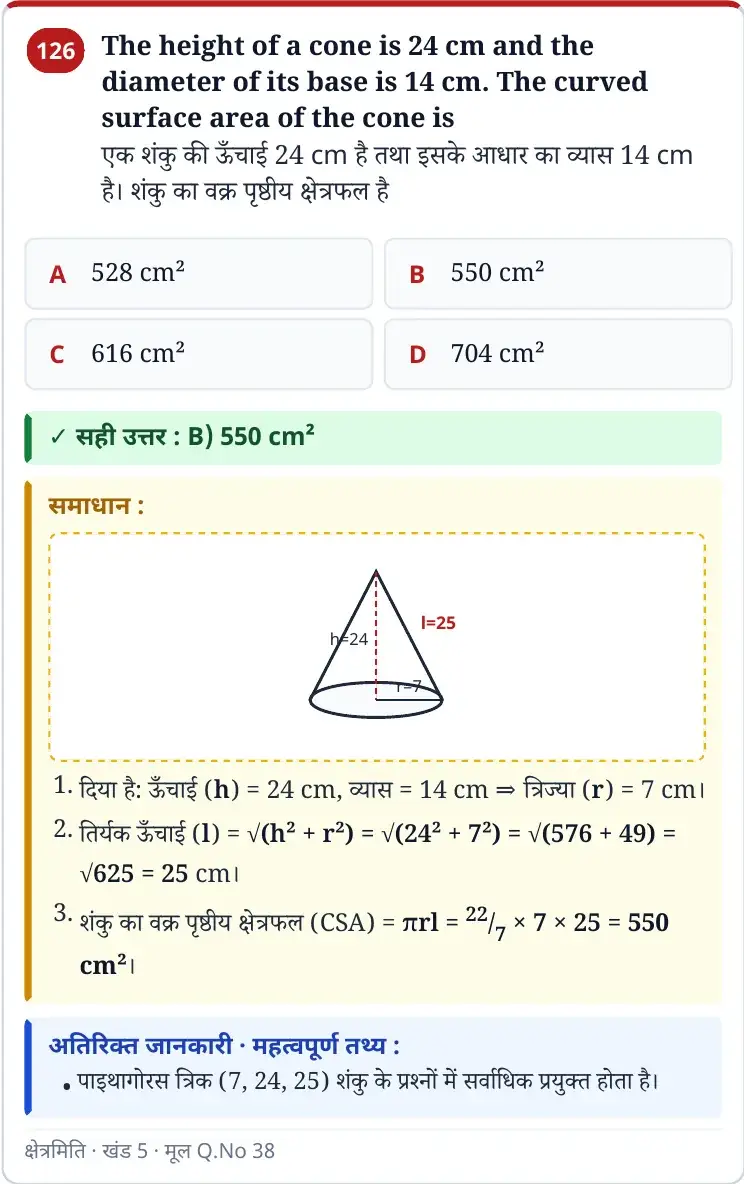 126
The height of a cone is 24 cm and the
diameter of its base is 14 cm. The curved
surface area of the cone is
एक शंकु की ऊँचाई 24 cm है तथा इसके आधार का व्यास 14 cm
है। शंकु का वक्र पृष्ठीय क्षेत्रफल है
A 528 cm²
B 550 cm²
C 616 cm²
D 704 cm²
✓ सही उत्तर : B) 550 cm²
समाधान :
l=25
h=24
r=7
1. दिया है: ऊँचाई (h) = 24 cm, व्यास = 14 cm ⇒ त्रिज्या (r) = 7 cm।
2. तिर्यक ऊँचाई (l) = √(h² + r²) = √(24² + 7²) = √(576 + 49) =
√625 = 25 cm।
3. शंकु का वक्र पृष्ठीय क्षेत्रफल (CSA) = πrl = ²²/₇ × 7 × 25 = 550
cm²।
अतिरिक्त जानकारी · महत्वपूर्ण तथ्य :
• पाइथागोरस त्रिक (7, 24, 25) शंकु के प्रश्नों में सर्वाधिक प्रयुक्त होता है।
क्षेत्रमिति · खंड 5 · मूल Q.No 38